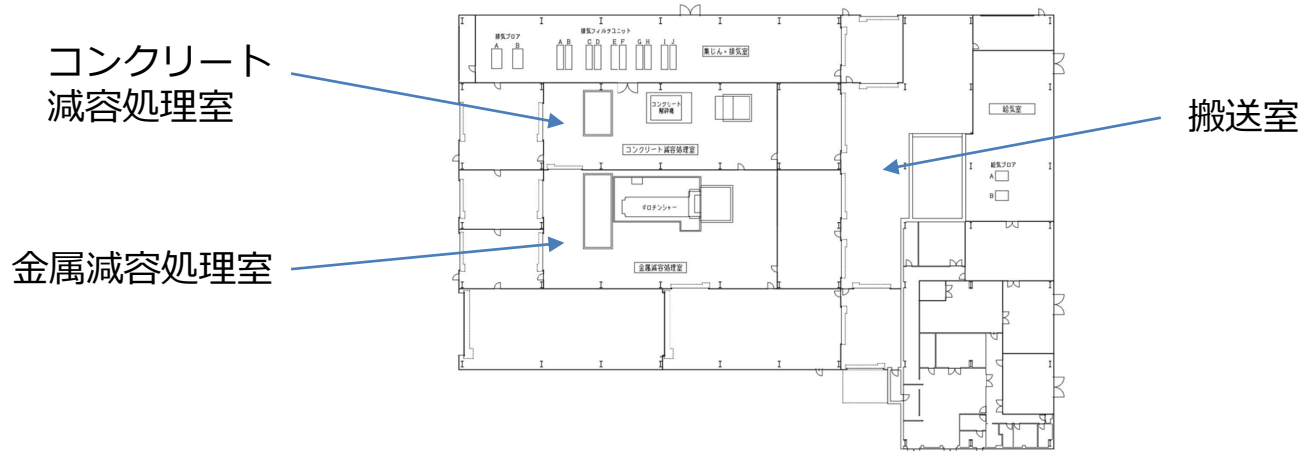 コンクリート
減容処理室
金属減容処理室
搬送室
排気ブロア
A B
排気フィルタユニット
A B C D E F G H I J
集じん・排気室
コンクリート
解砕機
コンクリート減容処理室
ギロチンシャー
金属減容処理室
給気室
給気ブロア
A
B